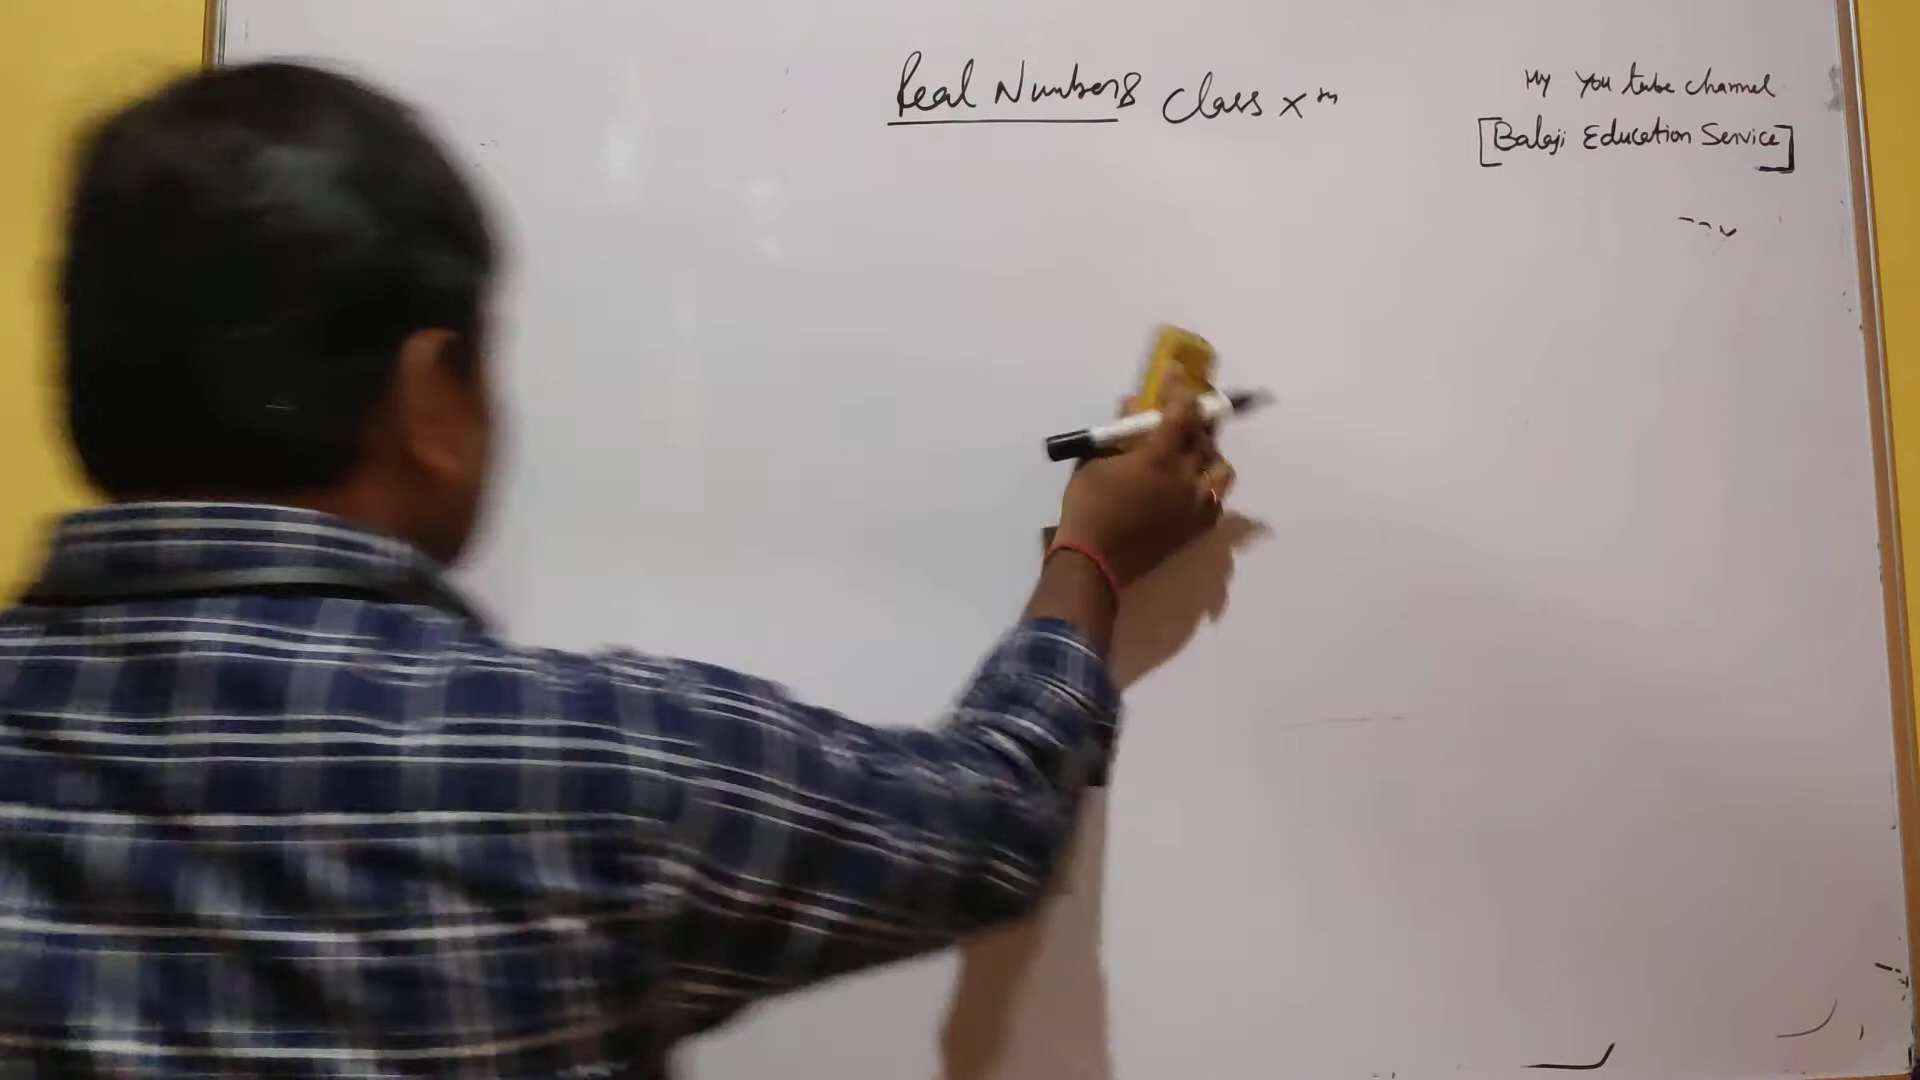 Real Numbers Class Xth
My You tube channel
[Balaji Education Service]